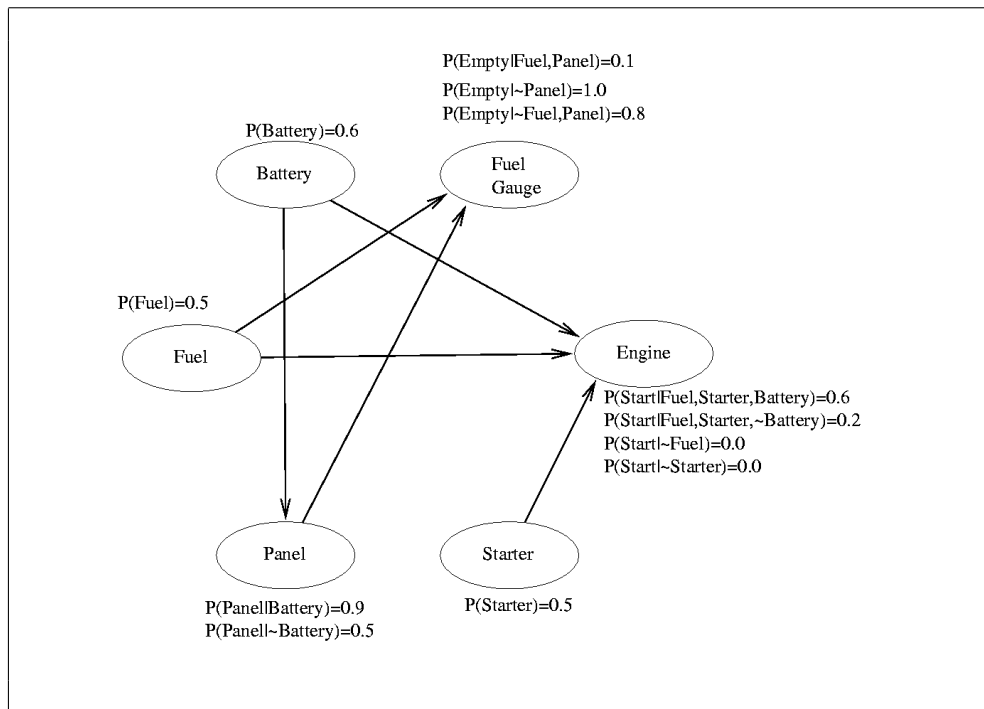 P(Empty|Fuel,Panel)=0.1
P(Empty|~Panel)=1.0
P(Empty|~Fuel,Panel)=0.8
P(Battery)=0.6
Battery
Fuel
Gauge
P(Fuel)=0.5
Fuel
Engine
P(Start|Fuel,Starter,Battery)=0.6
P(Start|Fuel,Starter,~Battery)=0.2
P(Start|~Fuel)=0.0
P(Start|~Starter)=0.0
Panel
Starter
P(Panel|Battery)=0.9
P(Panel|~Battery)=0.5
P(Starter)=0.5